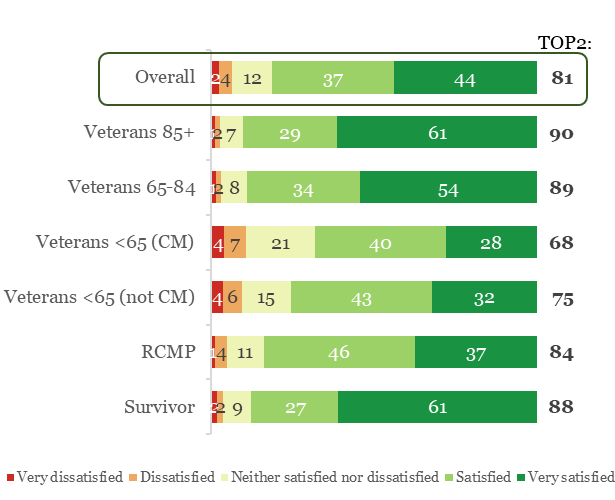 TOP2:
Overall 2 4 12 37 44 81
Veterans 85+ 2 7 29 61 90
Veterans 65-84 2 8 34 54 89
Veterans <65 (CM) 4 7 21 40 28 68
Veterans <65 (not CM) 4 6 15 43 32 75
RCMP 1 4 11 46 37 84
Survivor 2 2 9 27 61 88
Very dissatisfied Dissatisfied Neither satisfied nor dissatisfied Satisfied Very satisfied